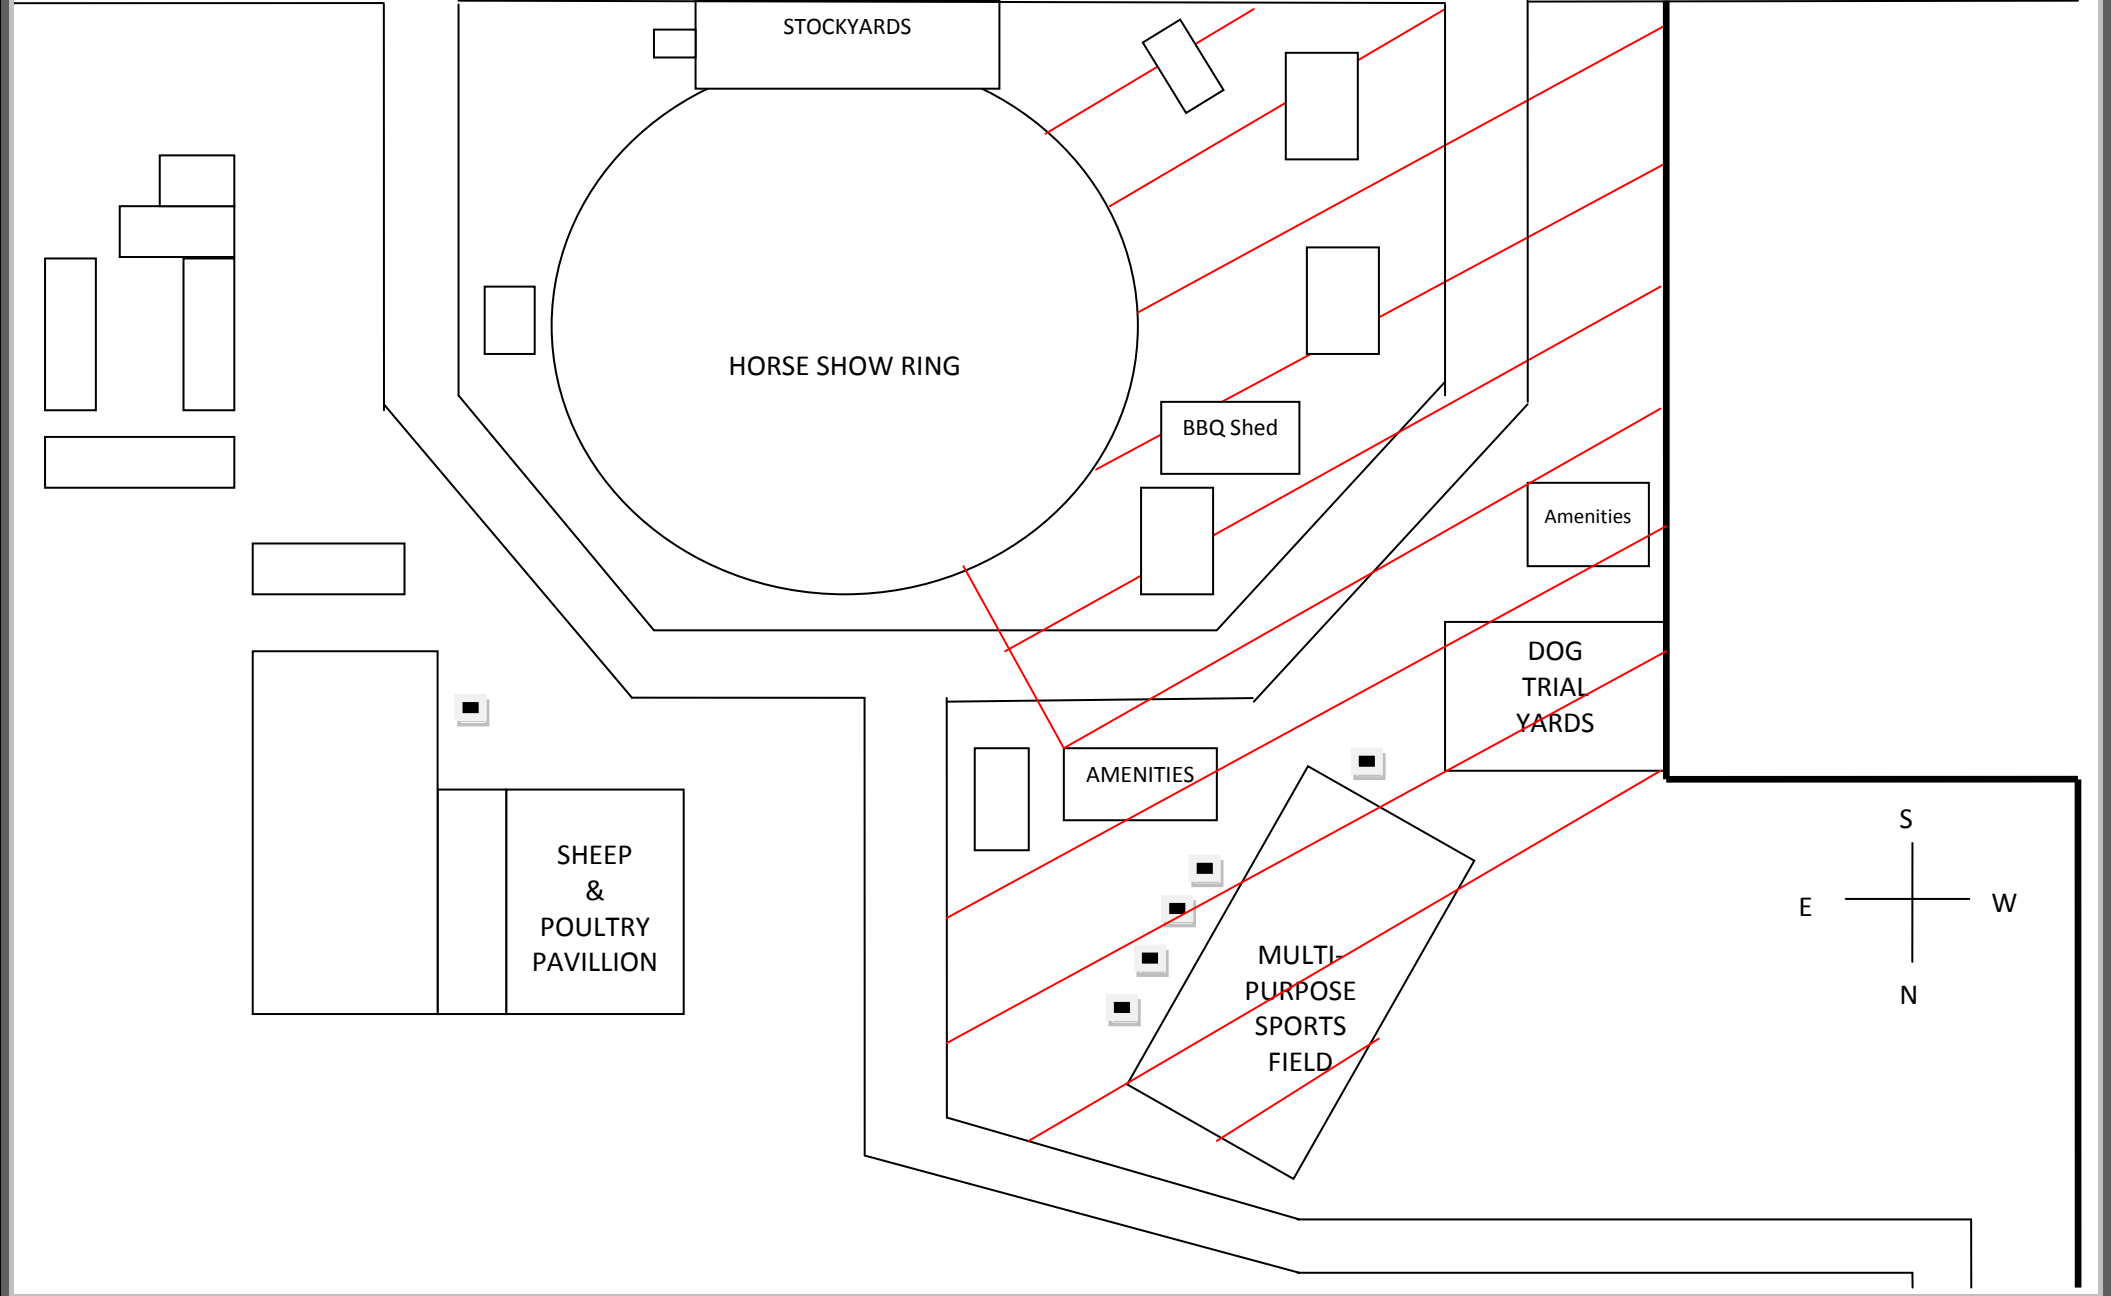 STOCKYARDS
HORSE SHOW RING
BBQ Shed
Amenities
DOG
TRIAL
YARDS
AMENITIES
SHEEP
&
POULTRY
PAVILLION
MULTI-
PURPOSE
SPORTS
FIELD
S
E
W
N